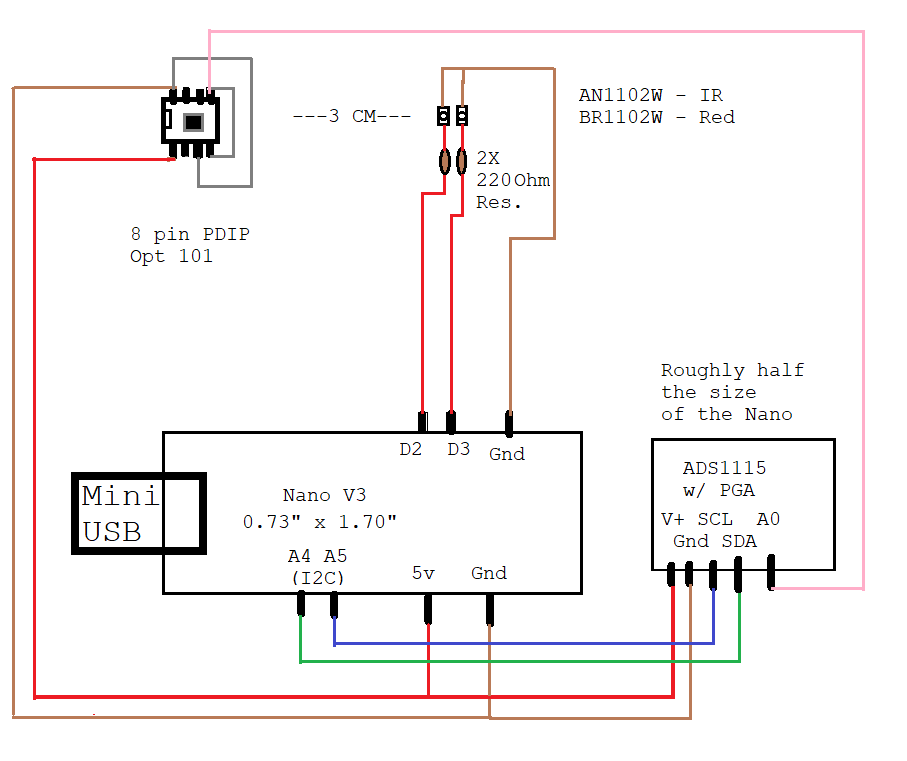 ---3 CM---
AN1102W - IR
BR1102W - Red
2X
220Ohm
Res.
8 pin PDIP
Opt 101
Roughly half
the size
of the Nano
D2 D3 Gnd
Mini
USB
Nano V3
0.73" x 1.70"
A4 A5
(I2C)
5v Gnd
ADS1115
w/ PGA
V+ SCL A0
Gnd SDA